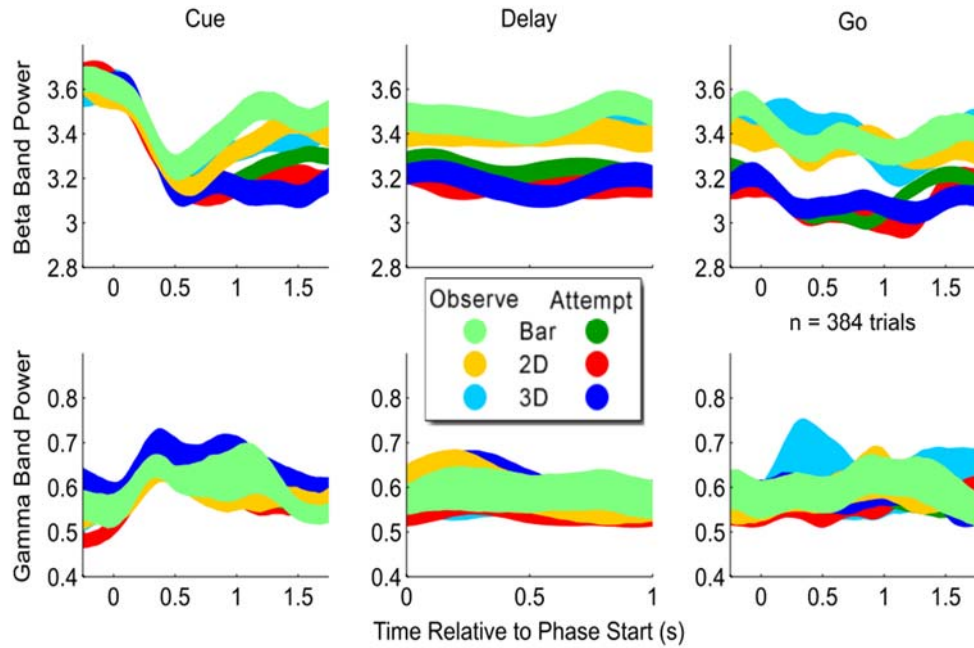 Cue Delay Go
Beta Band Power
3.6
3.4
3.2
3
2.8
0 0.5 1 1.5
3.6
3.4
3.2
3
2.8
3.6
3.4
3.2
3
2.8
0 0.5 1 1.5
n = 384 trials
Observe Attempt
Bar
2D
3D
Gamma Band Power
0.8
0.7
0.6
0.5
0.4
0 0.5 1 1.5
0.8
0.7
0.6
0.5
0.4
0 1
0.8
0.7
0.6
0.5
0.4
0 0.5 1 1.5
Time Relative to Phase Start (s)